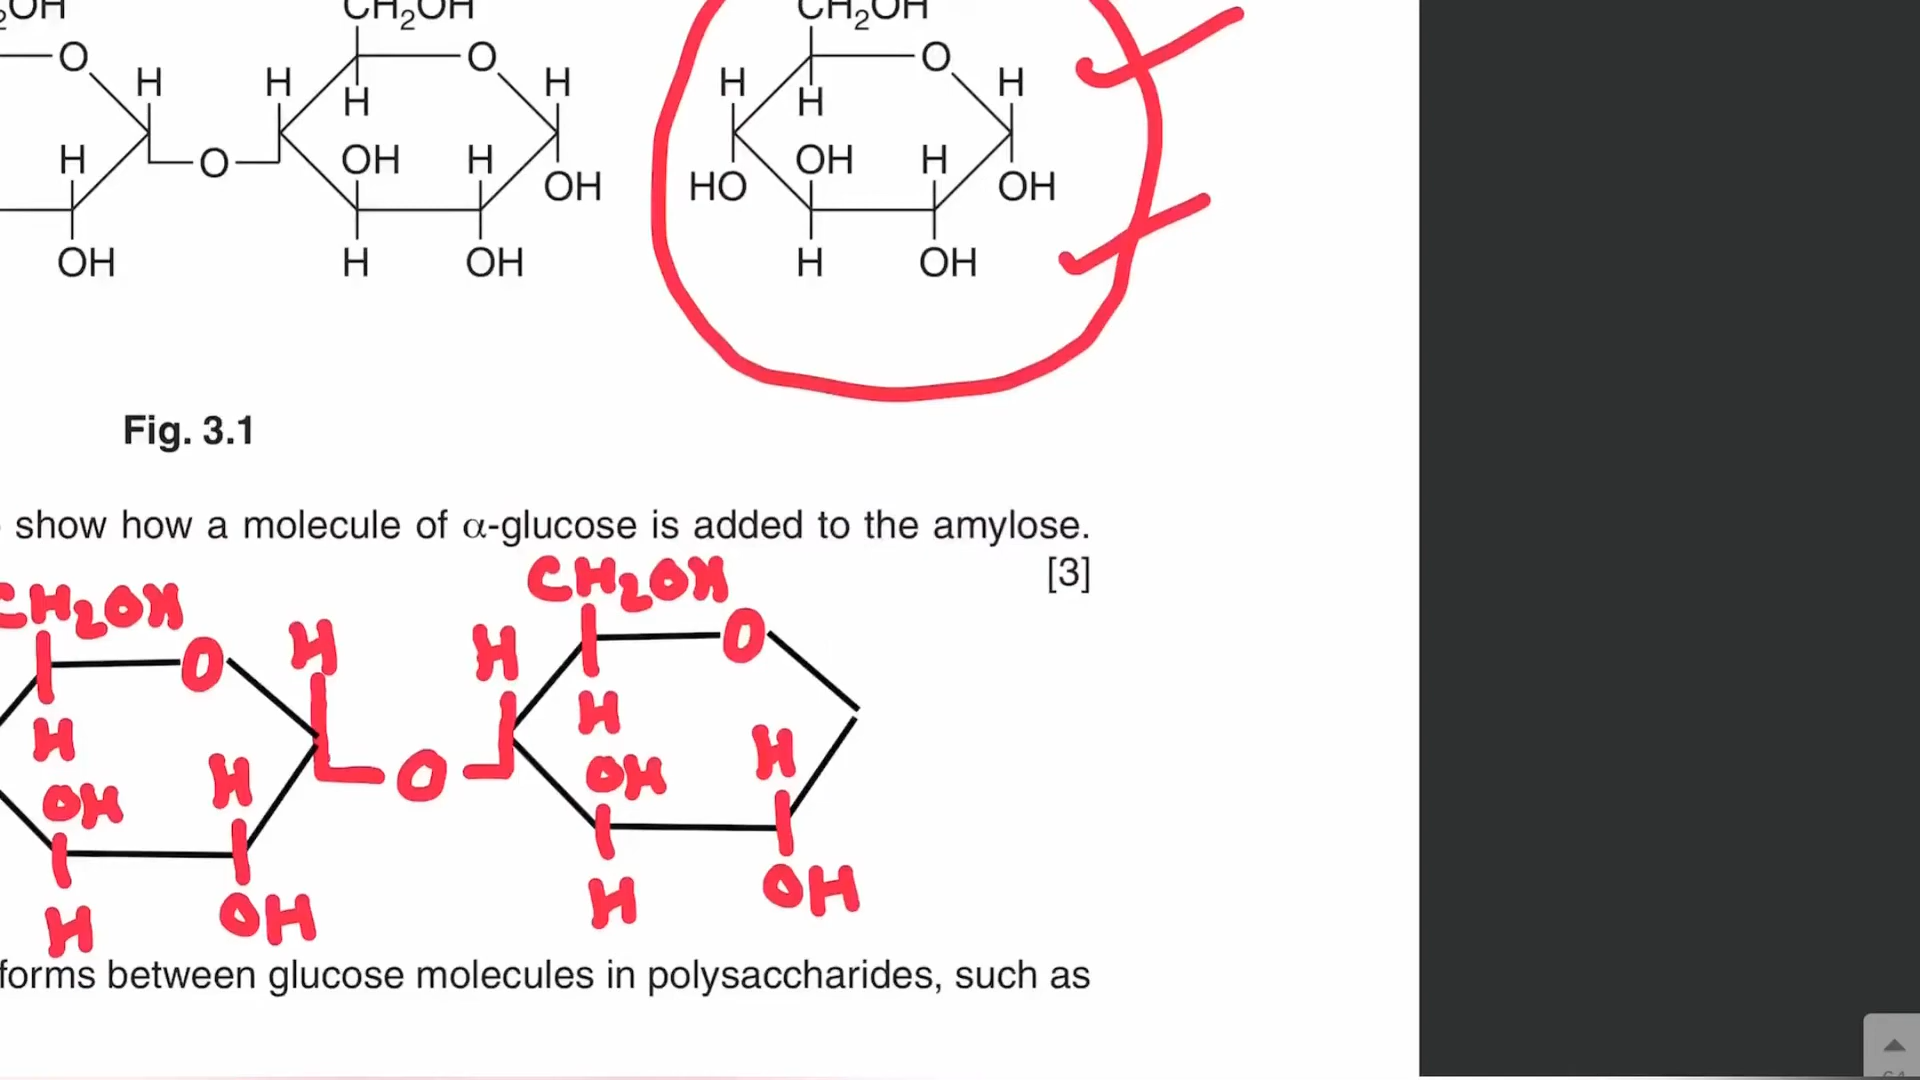 ₂OH CH₂OH CH₂OH
O H H O H H O H
H H
H OH H OH H
O OH HO OH
OH H OH H OH
Fig. 3.1
show how a molecule of α-glucose is added to the amylose.
[3]
CH₂OH CH₂OH
O H H O
H H
OH H OH H
O
H OH H OH
forms between glucose molecules in polysaccharides, such as